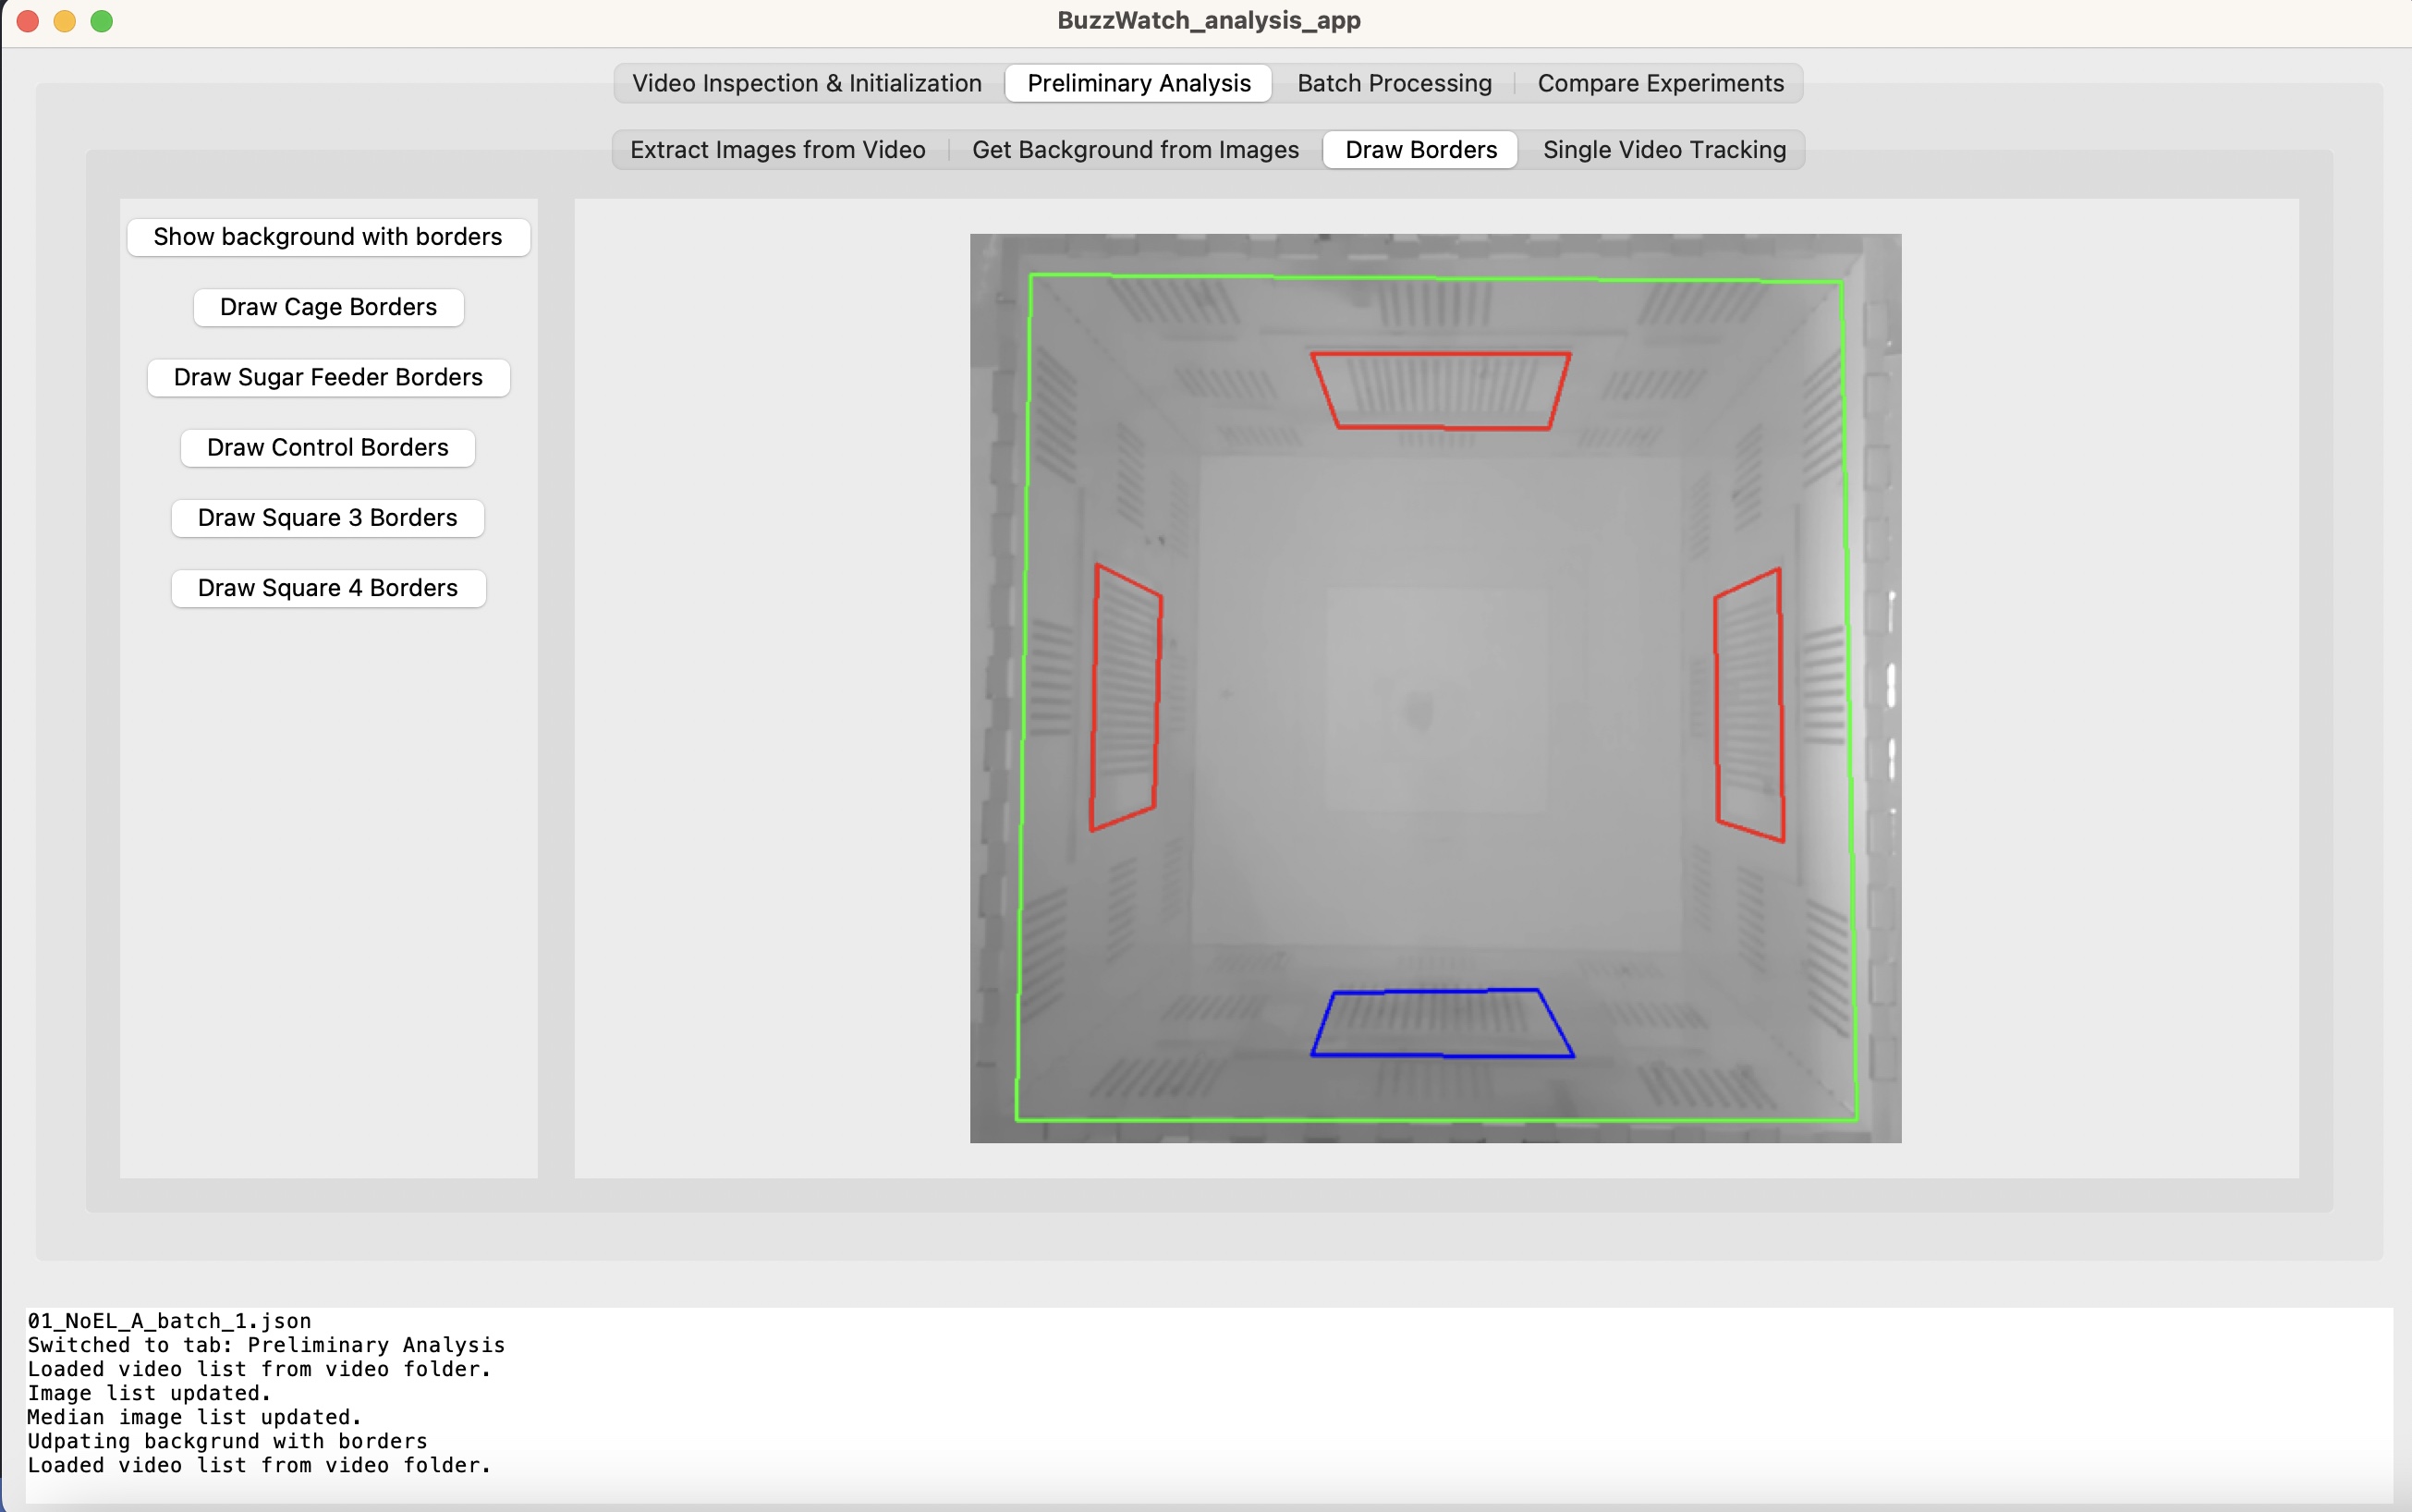 BuzzWatch_analysis_app
Video Inspection & Initialization Preliminary Analysis Batch Processing Compare Experiments
Extract Images from Video Get Background from Images Draw Borders Single Video Tracking
Show background with borders
Draw Cage Borders
Draw Sugar Feeder Borders
Draw Control Borders
Draw Square 3 Borders
Draw Square 4 Borders
01_NoEL_A_batch_1.json
Switched to tab: Preliminary Analysis
Loaded video list from video folder.
Image list updated.
Median image list updated.
Udpating backgrund with borders
Loaded video list from video folder.